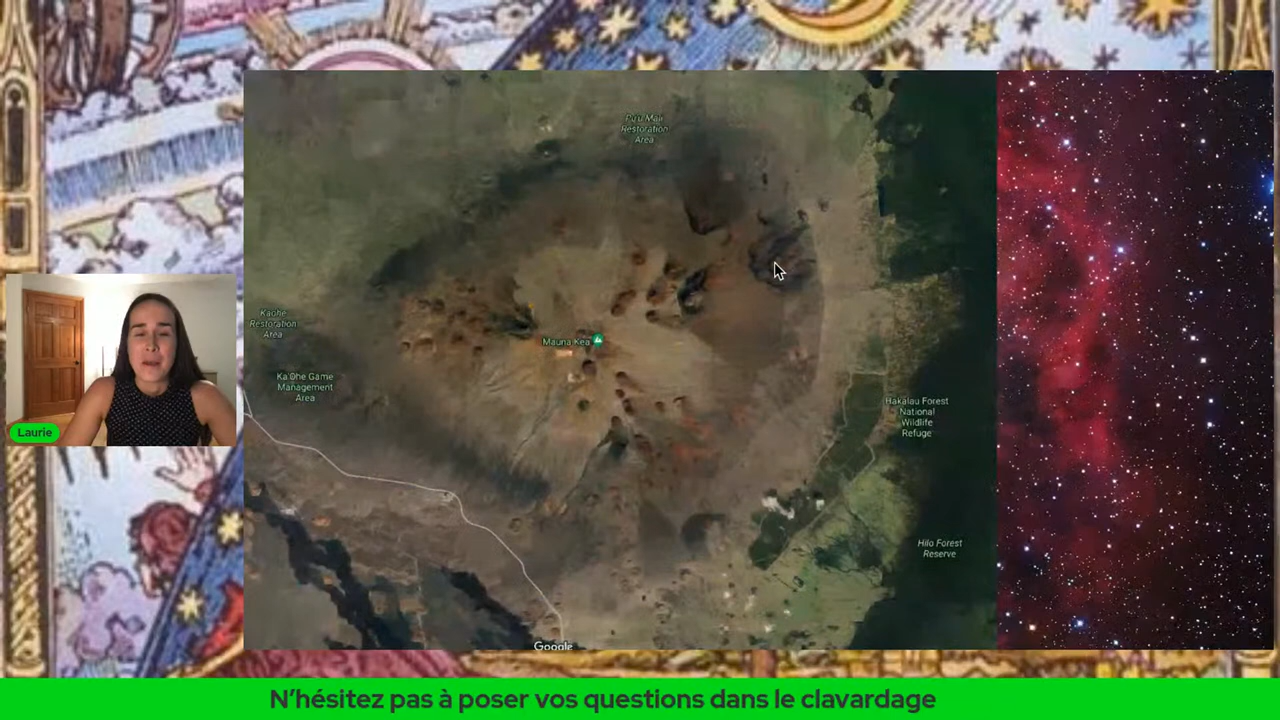 Pu'u Mali
Restoration
Area
Kaohe
Restoration
Area
Mauna Kea
Ka'Ohe Game
Management
Area
Hakalau Forest
National
Wildlife
Refuge
Laurie
Hilo Forest
Reserve
Google
N'hésitez pas à poser vos questions dans le clavardage